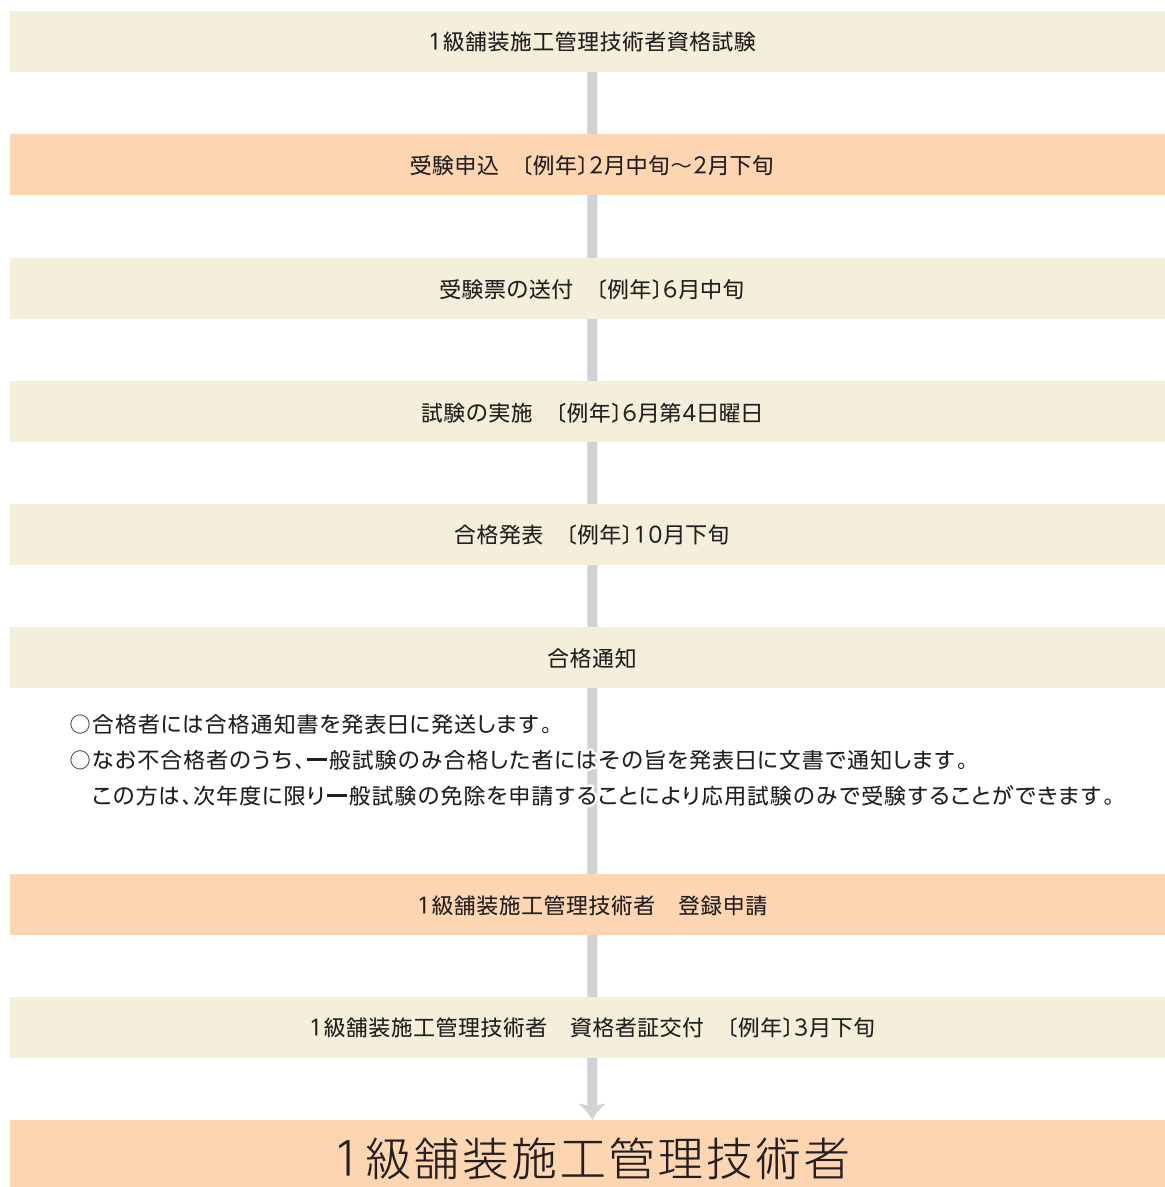 1級舗装施工管理技術者資格試験
受験申込　〔例年〕2月中旬～2月下旬
受験票の送付　〔例年〕6月中旬
試験の実施　〔例年〕6月第4日曜日
合格発表　〔例年〕10月下旬
合格通知
○合格者には合格通知書を発表日に発送します。
○なお不合格者のうち、一般試験のみ合格した者にはその旨を発表日に文書で通知します。
この方は、次年度に限り一般試験の免除を申請することにより応用試験のみで受験することができます。
1級舗装施工管理技術者　登録申請
1級舗装施工管理技術者　資格者証交付　〔例年〕3月下旬
1級舗装施工管理技術者